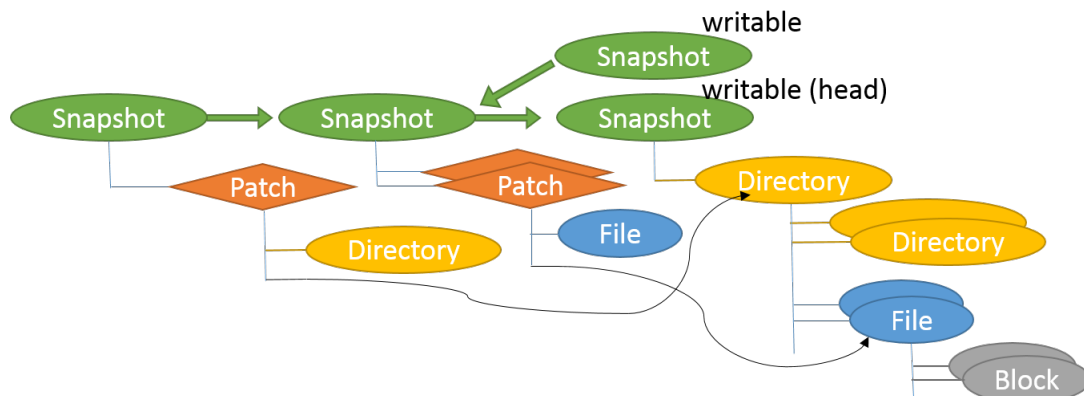 writable
Snapshot
writable (head)
Snapshot
Snapshot
Snapshot
Patch
Patch
Directory
Directory
File
Directory
File
Block